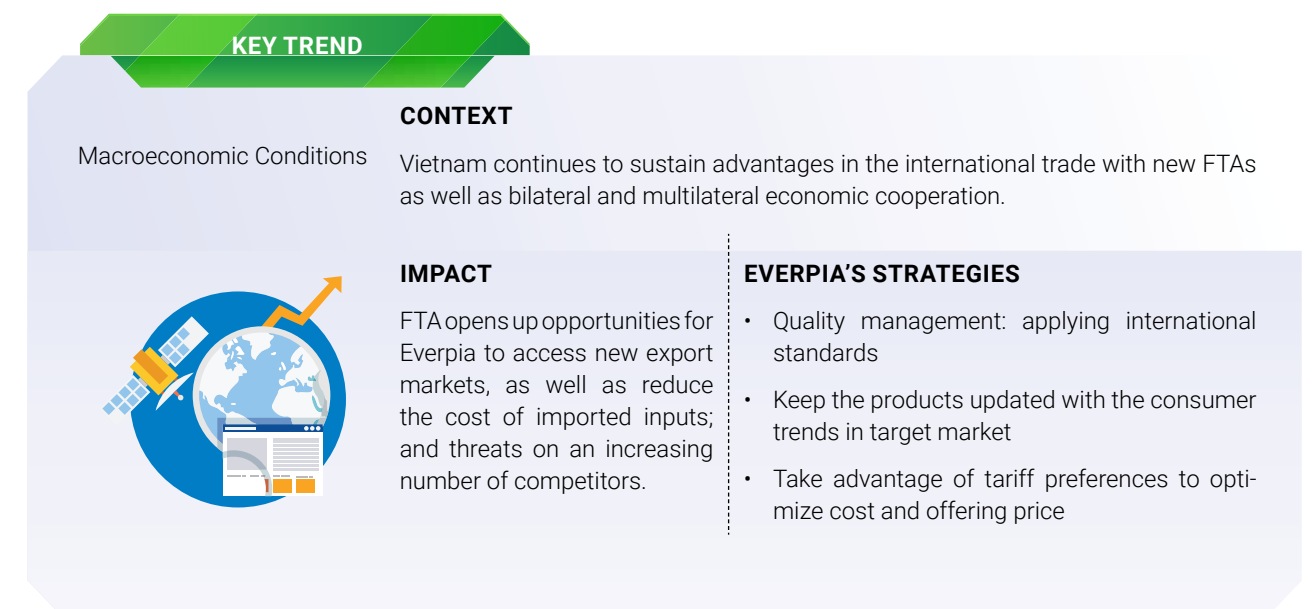 KEY TREND
Macroeconomic Conditions
CONTEXT
Vietnam continues to sustain advantages in the international trade with new FTAs
as well as bilateral and multilateral economic cooperation.
IMPACT
FTA opens up opportunities for
Everpia to access new export
markets, as well as reduce
the cost of imported inputs;
and threats on an increasing
number of competitors.
EVERPIA'S STRATEGIES
• Quality management: applying international
standards
• Keep the products updated with the consumer
trends in target market
• Take advantage of tariff preferences to opti-
mize cost and offering price